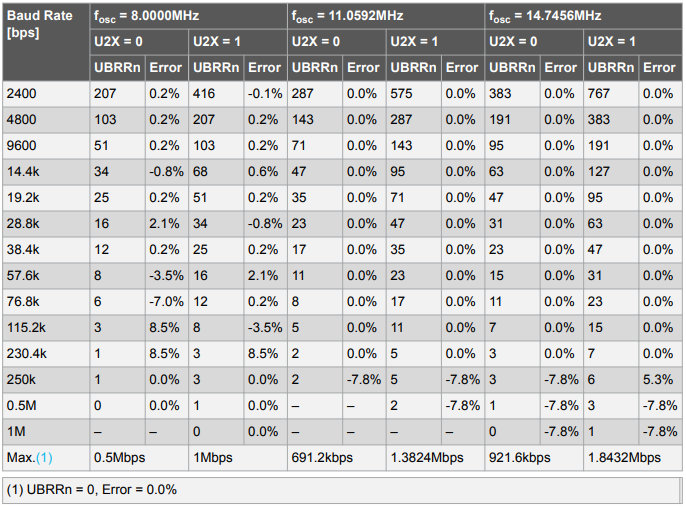 Baud Rate [bps] fosc = 8.0000MHz fosc = 11.0592MHz fosc = 14.7456MHz
U2X = 0 U2X = 1 U2X = 0 U2X = 1 U2X = 0 U2X = 1
UBRRn Error UBRRn Error UBRRn Error UBRRn Error UBRRn Error UBRRn Error
2400 207 0.2% 416 -0.1% 287 0.0% 575 0.0% 383 0.0% 767 0.0%
4800 103 0.2% 207 0.2% 143 0.0% 287 0.0% 191 0.0% 383 0.0%
9600 51 0.2% 103 0.2% 71 0.0% 143 0.0% 95 0.0% 191 0.0%
14.4k 34 -0.8% 68 0.6% 47 0.0% 95 0.0% 63 0.0% 127 0.0%
19.2k 25 0.2% 51 0.2% 35 0.0% 71 0.0% 47 0.0% 95 0.0%
28.8k 16 2.1% 34 -0.8% 23 0.0% 47 0.0% 31 0.0% 63 0.0%
38.4k 12 0.2% 25 0.2% 17 0.0% 35 0.0% 23 0.0% 47 0.0%
57.6k 8 -3.5% 16 2.1% 11 0.0% 23 0.0% 15 0.0% 31 0.0%
76.8k 6 -7.0% 12 0.2% 8 0.0% 17 0.0% 11 0.0% 23 0.0%
115.2k 3 8.5% 8 -3.5% 5 0.0% 11 0.0% 7 0.0% 15 0.0%
230.4k 1 8.5% 3 8.5% 2 0.0% 5 0.0% 3 0.0% 7 0.0%
250k 1 0.0% 3 0.0% 2 -7.8% 5 -7.8% 3 -7.8% 6 5.3%
0.5M 0 0.0% 1 0.0% – – 2 -7.8% 1 -7.8% 3 -7.8%
1M – – 0 0.0% – – – – 0 -7.8% 1 -7.8%
Max.(1) 0.5Mbps 1Mbps 691.2kbps 1.3824Mbps 921.6kbps 1.8432Mbps
(1) UBRRn = 0, Error = 0.0%